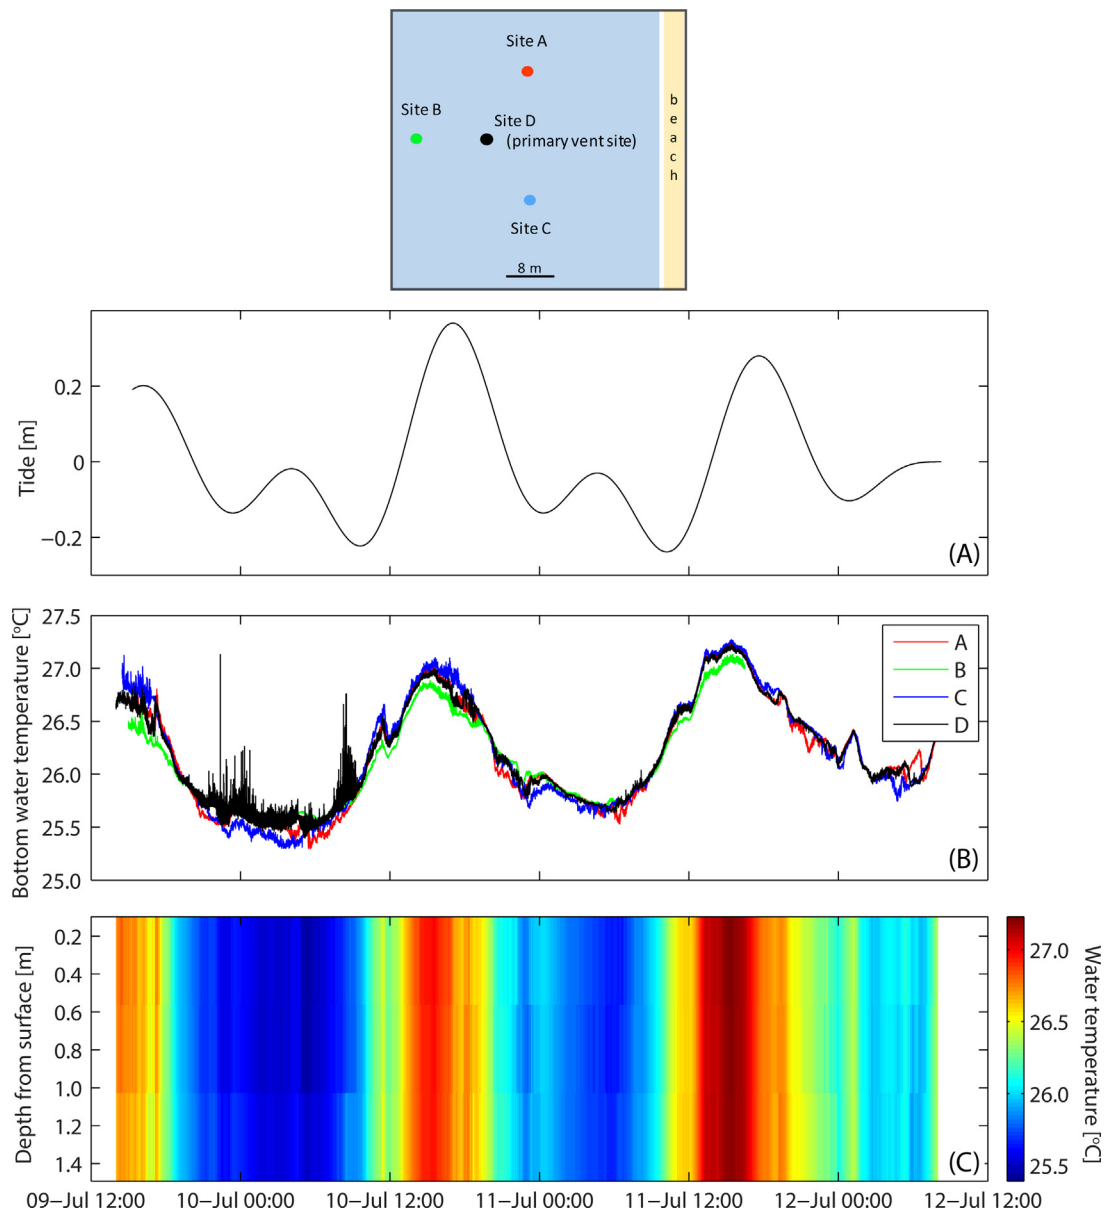 Site A
Site B
Site D
(primary vent site)
b
e
a
c
h
Site C
8 m
0.2
0
−0.2
Tide [m]
(A)
27.5
27.0
26.5
26.0
25.5
25.0
Bottom water temperature [°C]
A
B
C
D
(B)
0.2
0.4
0.6
0.8
1.0
1.2
1.4
Depth from surface [m]
(C)
27.0
26.5
26.0
25.5
Water temperature [°C]
09−Jul 12:00 10−Jul 00:00 10−Jul 12:00 11−Jul 00:00 11−Jul 12:00 12−Jul 00:00 12−Jul 12:00